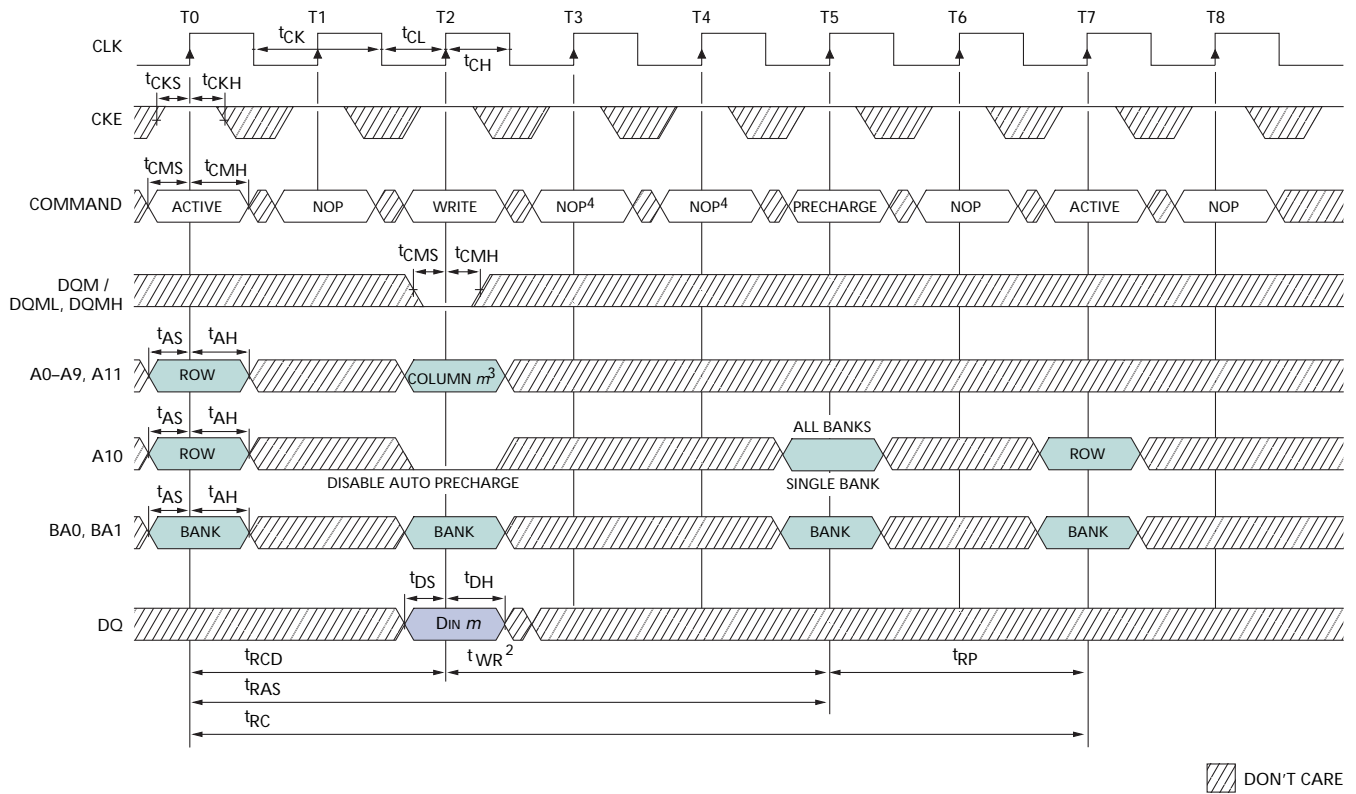 T0 T1 T2 T3 T4 T5 T6 T7 T8
CLK
tCK tCL
tCH
tCKS tCKH
CKE
tCMS tCMH
COMMAND ACTIVE NOP WRITE NOP4 NOP4 PRECHARGE NOP ACTIVE NOP
tCMS tCMH
DQM /
DQML, DQMH
tAS tAH
A0–A9, A11 ROW COLUMN m3
tAS tAH
ALL BANKS
A10 ROW ROW
DISABLE AUTO PRECHARGE SINGLE BANK
tAS tAH
BA0, BA1 BANK BANK BANK BANK
tDS tDH
DQ DIN m
tRCD tWR2 tRP
tRAS
tRC
DON'T CARE